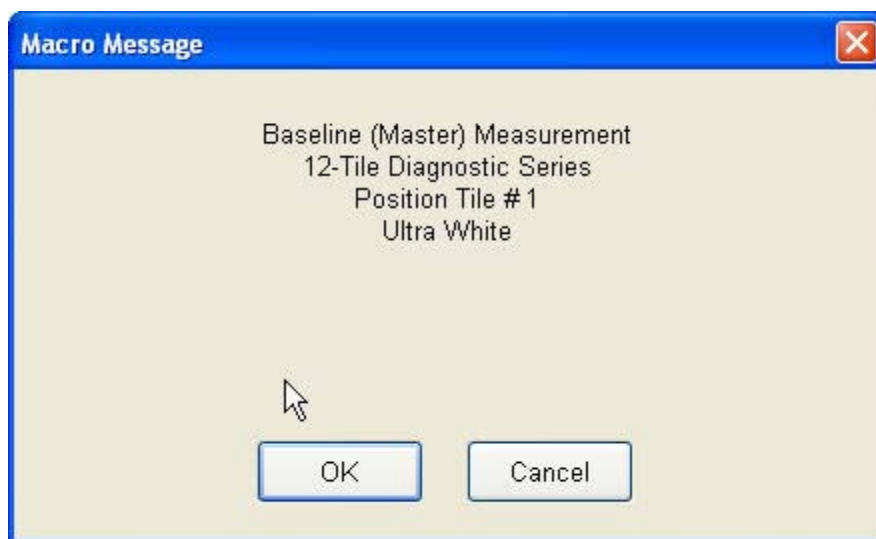 Macro Message
Baseline (Master) Measurement
12-Tile Diagnostic Series
Position Tile # 1
Ultra White
OK
Cancel